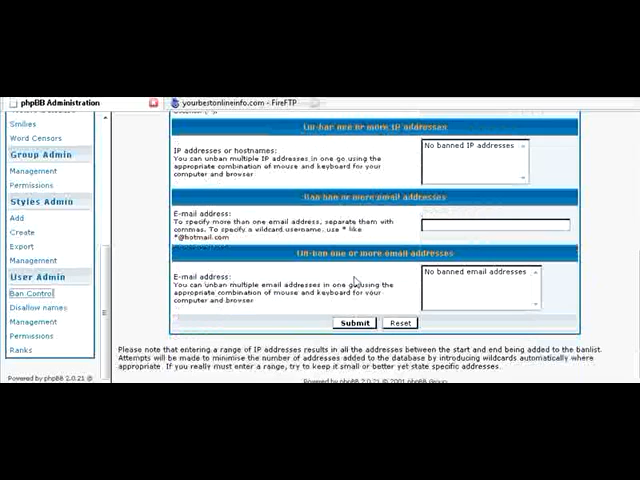 phpBB Administration
yourbestonlineinfo.com - FireFTP
Smilies
Word Censors
Group Admin
Management
Permissions
Styles Admin
Add
Create
Export
Management
User Admin
Ban Control
Disallow names
Management
Permissions
Ranks
Powered by phpBB 2.0.21 ©
Un-ban one or more IP addresses
IP addresses or hostnames:
You can unban multiple IP addresses in one go using the
appropriate combination of mouse and keyboard for your
computer and browser
No banned IP addresses
Ban one or more email addresses
E-mail address:
To specify more than one email address, separate them with
commas. To specify a wildcard username, use * like
*@hotmail.com
Un-ban one or more email addresses
E-mail address:
You can unban multiple email addresses in one go using the
appropriate combination of mouse and keyboard for your
computer and browser
No banned email addresses
Submit
Reset
Please note that entering a range of IP addresses results in all the addresses between the start and end being added to the banlist.
Attempts will be made to minimise the number of addresses added to the database by introducing wildcards automatically where
appropriate. If you really must enter a range, try to keep it small or better yet state specific addresses.
Powered by phpBB 2.0.21 © 2001 phpBB Group